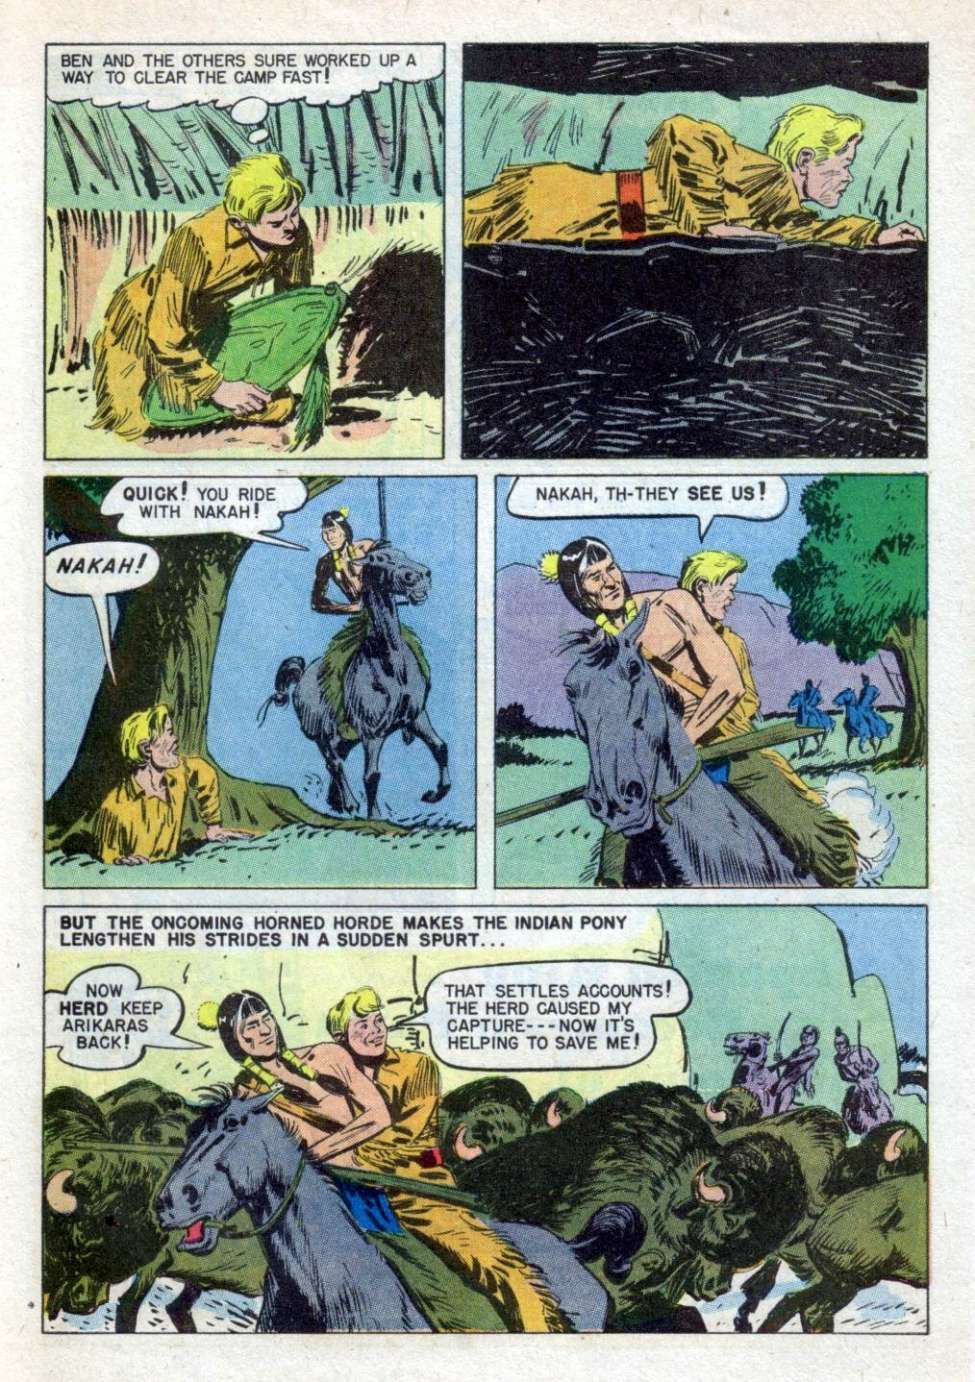 BEN AND THE OTHERS SURE WORKED UP A
WAY TO CLEAR THE CAMP FAST!
QUICK! YOU RIDE
WITH NAKAH!
NAKAH!
NAKAH, TH-THEY SEE US!
BUT THE ONCOMING HORNED HORDE MAKES THE INDIAN PONY
LENGTHEN HIS STRIDES IN A SUDDEN SPURT...
NOW
HERD KEEP
ARIKARAS
BACK!
THAT SETTLES ACCOUNTS!
THE HERD CAUSED MY
CAPTURE---NOW IT'S
HELPING TO SAVE ME!